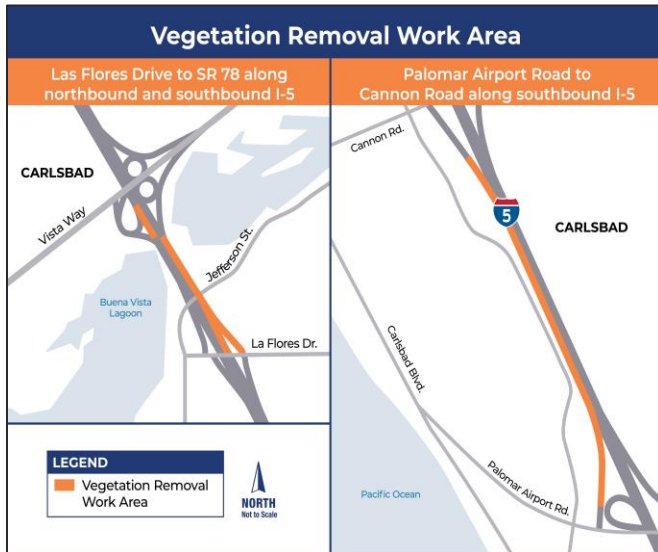 Vegetation Removal Work Area
Las Flores Drive to SR 78 along
northbound and southbound I-5
Palomar Airport Road to
Cannon Road along southbound I-5
CARLSBAD
Vista Way
Jefferson St.
Buena Vista
Lagoon
La Flores Dr.
LEGEND
Vegetation Removal
Work Area
NORTH
Not to Scale
Cannon Rd.
5
CARLSBAD
Carlsbad Blvd.
Palomar Airport Rd.
Pacific Ocean